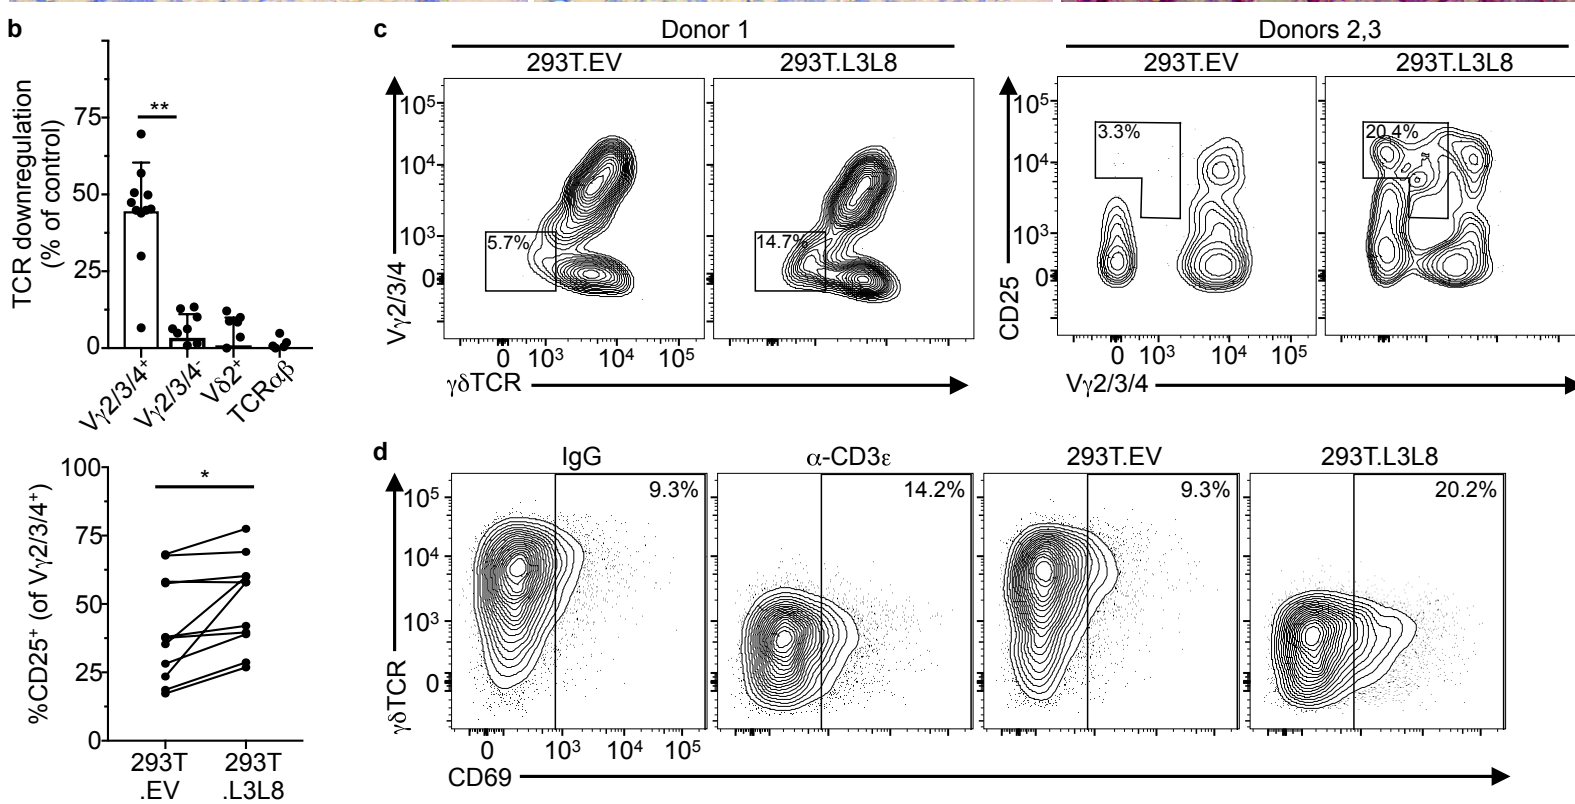 b
TCR downregulation
(% of control)
75
50
25
0
**
Vγ2/3/4⁺
Vγ2/3/4⁻
Vδ2⁺
TCRαβ
%CD25⁺ (of Vγ2/3/4⁺)
100
75
50
25
0
*
293T
.EV
293T
.L3L8
c
Donor 1
293T.EV
293T.L3L8
Vγ2/3/4
10⁵
10⁴
10³
0
5.7%
14.7%
0 10³ 10⁴ 10⁵
γδTCR
Donors 2,3
293T.EV
293T.L3L8
CD25
10⁵
10⁴
10³
0
3.3%
20.4%
0 10³ 10⁴ 10⁵
Vγ2/3/4
d
IgG
α-CD3ε
293T.EV
293T.L3L8
9.3%
14.2%
9.3%
20.2%
γδTCR
10⁵
10⁴
10³
0
0 10³ 10⁴ 10⁵
CD69